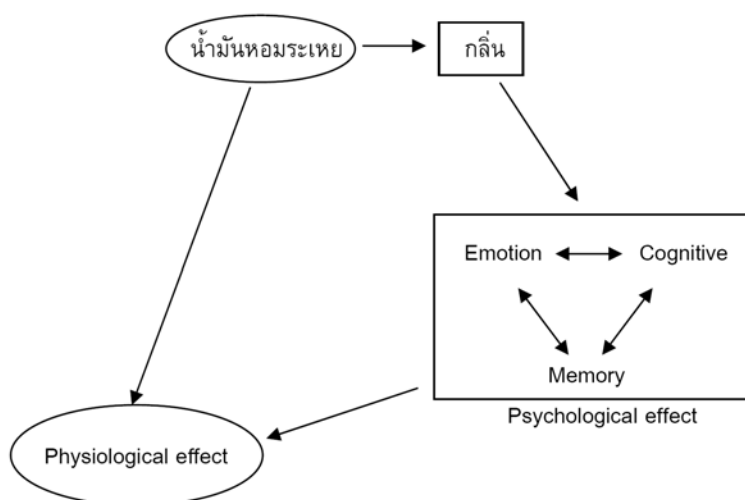 น้ำมันหอมระเหย
กลิ่น
Emotion
Cognitive
Memory
Psychological effect
Physiological effect